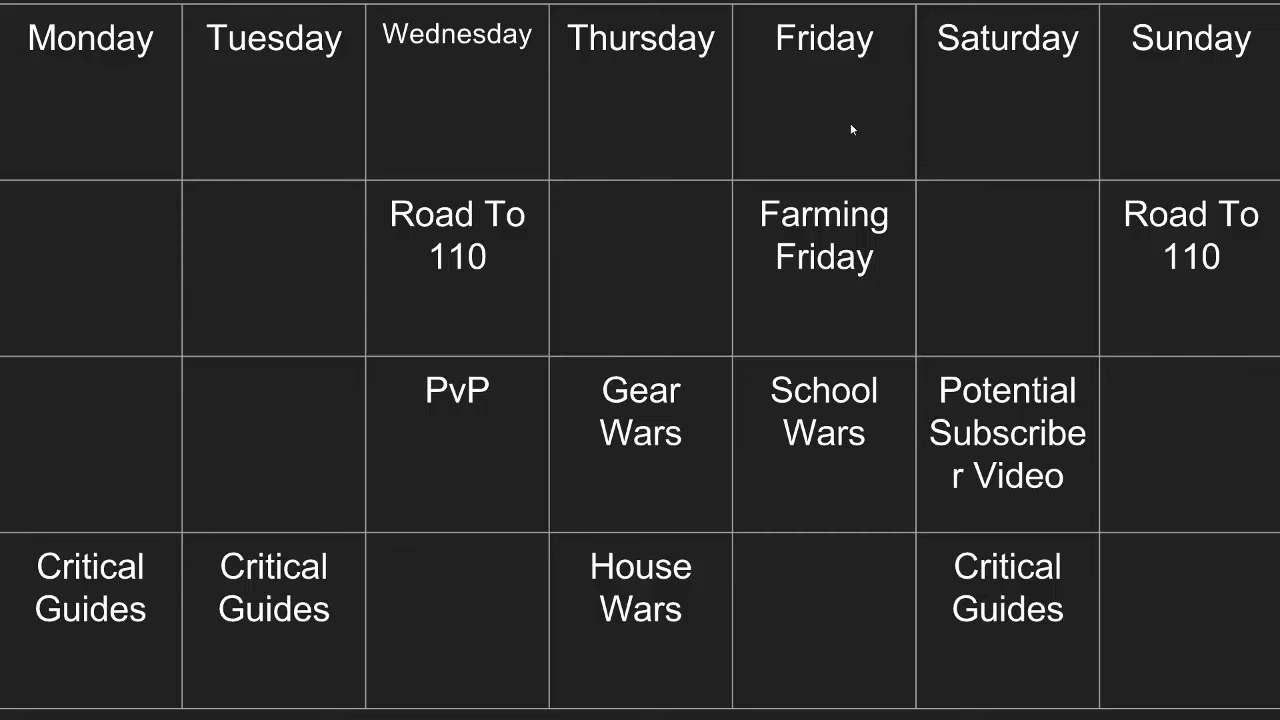 Monday Tuesday Wednesday Thursday Friday Saturday Sunday
Road To
110
Farming
Friday
Road To
110
PvP
Gear
Wars
School
Wars
Potential
Subscribe
r Video
Critical
Guides
Critical
Guides
House
Wars
Critical
Guides